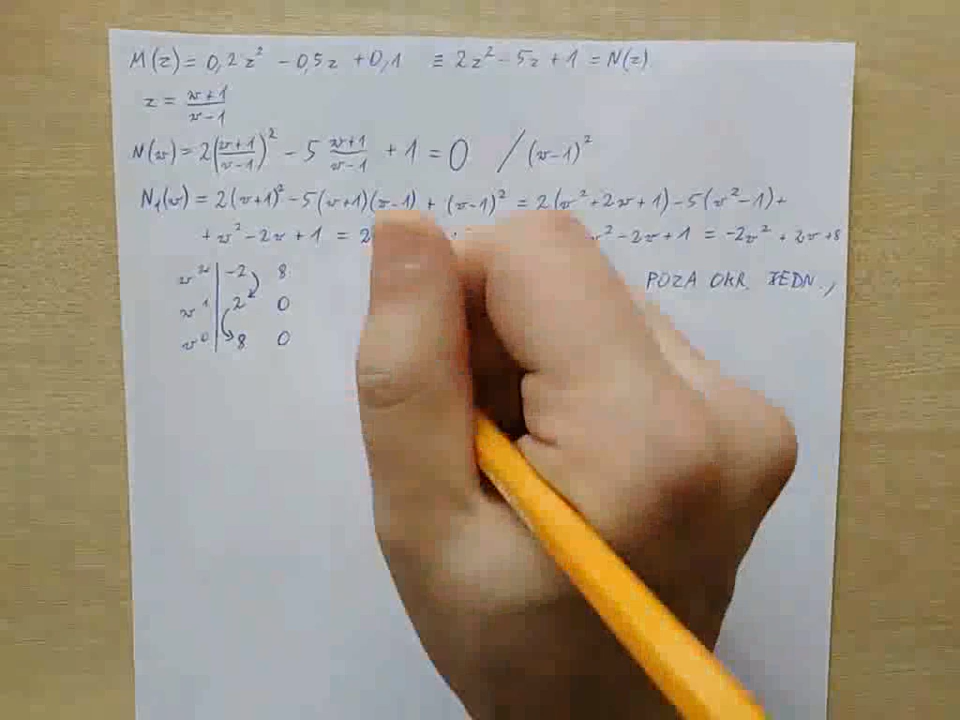 M(z) = 0,2z² - 0,5z + 0,1 ≡ 2z² - 5z + 1 = N(z)
z = (w+1)/(w-1)
N(w) = 2((w+1)/(w-1))² - 5 (w+1)/(w-1) + 1 = 0 /(w-1)²
N₁(w) = 2(w+1)² - 5(w+1)(w-1) + (w-1)² = 2(w²+2w+1) - 5(w²-1) +
+ w² - 2w + 1 = 2 w² - 2w + 1 = -2w² + 2w + 8
w² | -2 8
w¹ | 2 0
w⁰ | 8 0
POZA OKR JEDN.,